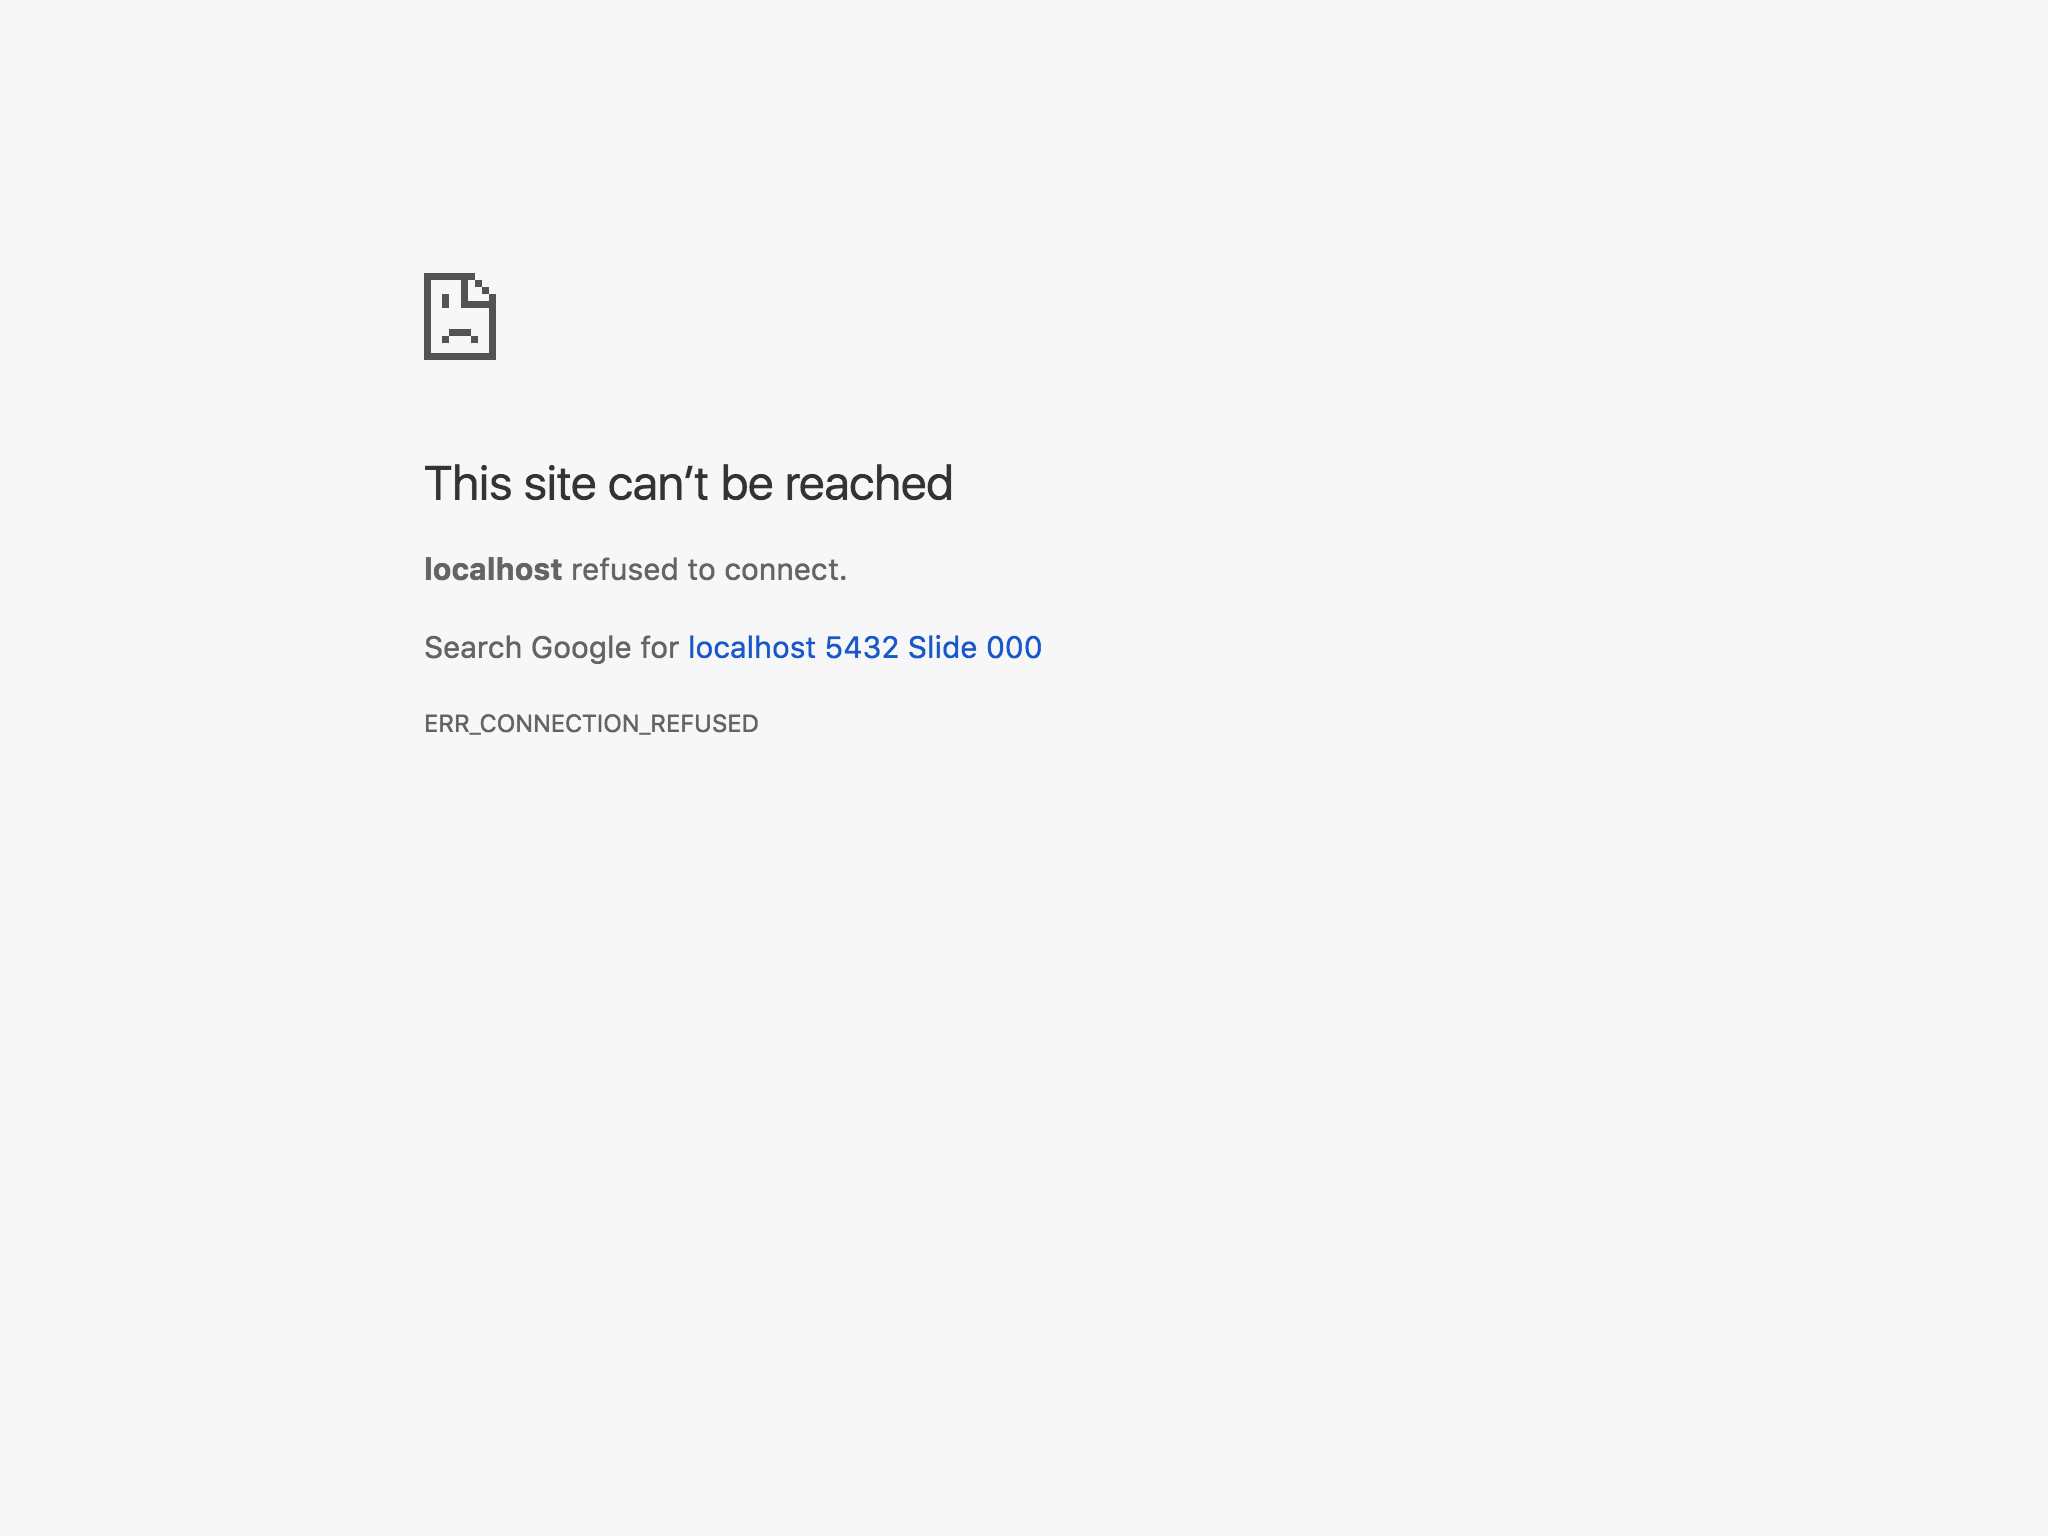 This site can’t be reached
localhost refused to connect.
Search Google for localhost 5432 Slide 000
ERR_CONNECTION_REFUSED